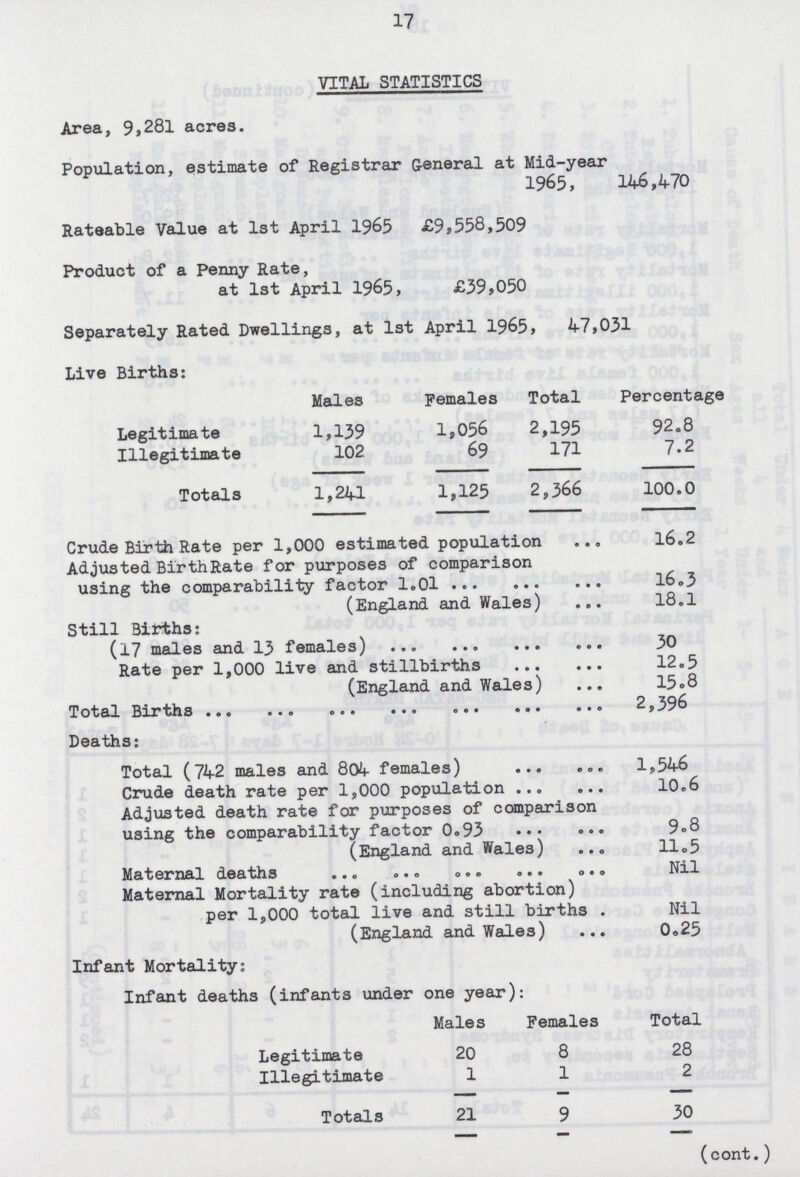 17
VITAL STATISTICS
Area, 9,281 acres.
Population, estimate of Registrar General at Mid-year
1965, 146,470
Rateable Value at 1st April 1965 £9,558,509
Product of a Penny Rate,
at 1st April 1965, £39,050
Separately Rated Dwellings, at 1st April 1965, 47,031
Live Births:
Males Females Total Percentage
Legitimate 1,139 1,056 2,195 92.8
Illegitimate 102 69 171 7.2
Totals 1,241 1,125 2,366 100.0
Crude Birth Rate per 1,000 estimated population ... 16.2
Adjusted BirthRate for purposes of comparison
using the comparability factor 1.01 ... ... ... 16.3
(England and Wales) ... 18.1
Still Births:
(17 males and 13 females) ... ... ... ... 30
Rate per 1,000 live and stillbirths ... ... 12.5
(England and Wales) ... 15.8
Total Births ... ... ... ... ... ... ... 2,396
Deaths:
Total (742 males and 804 females) ... ... 1,546
Crude death rate per 1,000 population ... ... 10.6
Adjusted death rate for purposes of comparison
using the comparability factor 0.93 ... ... 9.8
(England and Wales) ... 11.5
Maternal deaths ... ... ... ... ... Nil
Maternal Mortality rate (including abortion)
per 1,000 total live and still births . Nil
(England and Wales) ... 0.25
Infant Mortality:
Infant deaths (infants under one year):
Males Females Total
Legitimate 20 8 28
Illegitimate 1 1 2
Totals 21 9 30
(cont.)